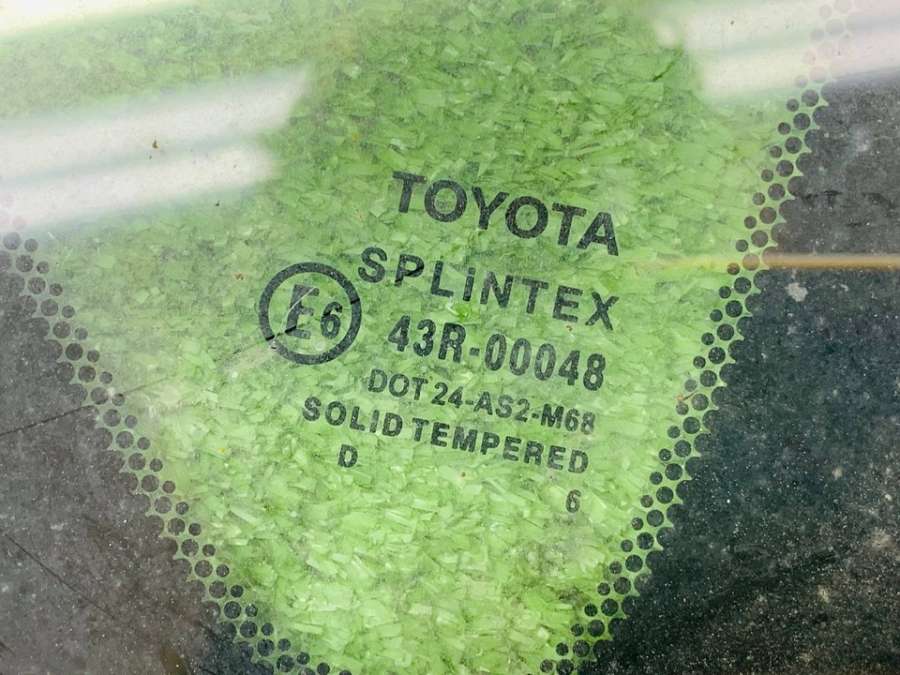 TOYOTA
SPLiNTEX
E6
43R-00048
DOT 24-AS2-M68
SOLID TEMPERED
D
6